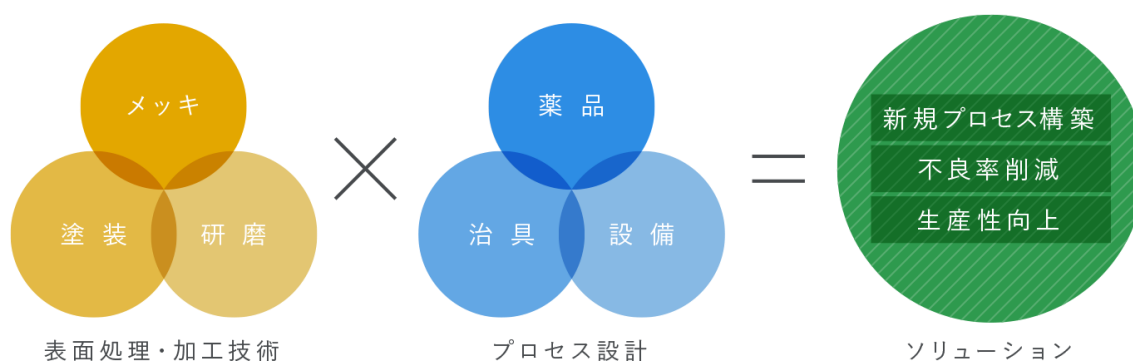 メッキ
塗装
研磨
表面処理・加工技術
×
薬品
治具
設備
プロセス設計
=
新規プロセス構築
不良率削減
生産性向上
ソリューション